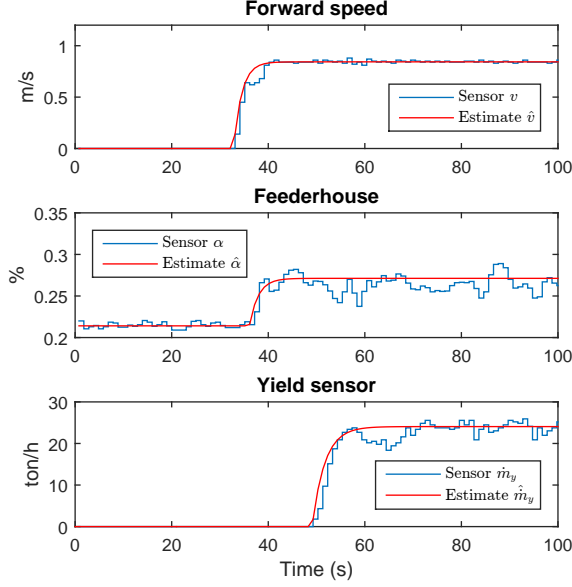 Forward speed
1
0.5
0
m/s
Sensor v
Estimate v̂
0 20 40 60 80 100
Feederhouse
0.35
0.3
0.25
0.2
%
Sensor α
Estimate α̂
0 20 40 60 80 100
Yield sensor
30
20
10
0
ton/h
Sensor ṁ_y
Estimate ṁ̂_y
0 20 40 60 80 100
Time (s)